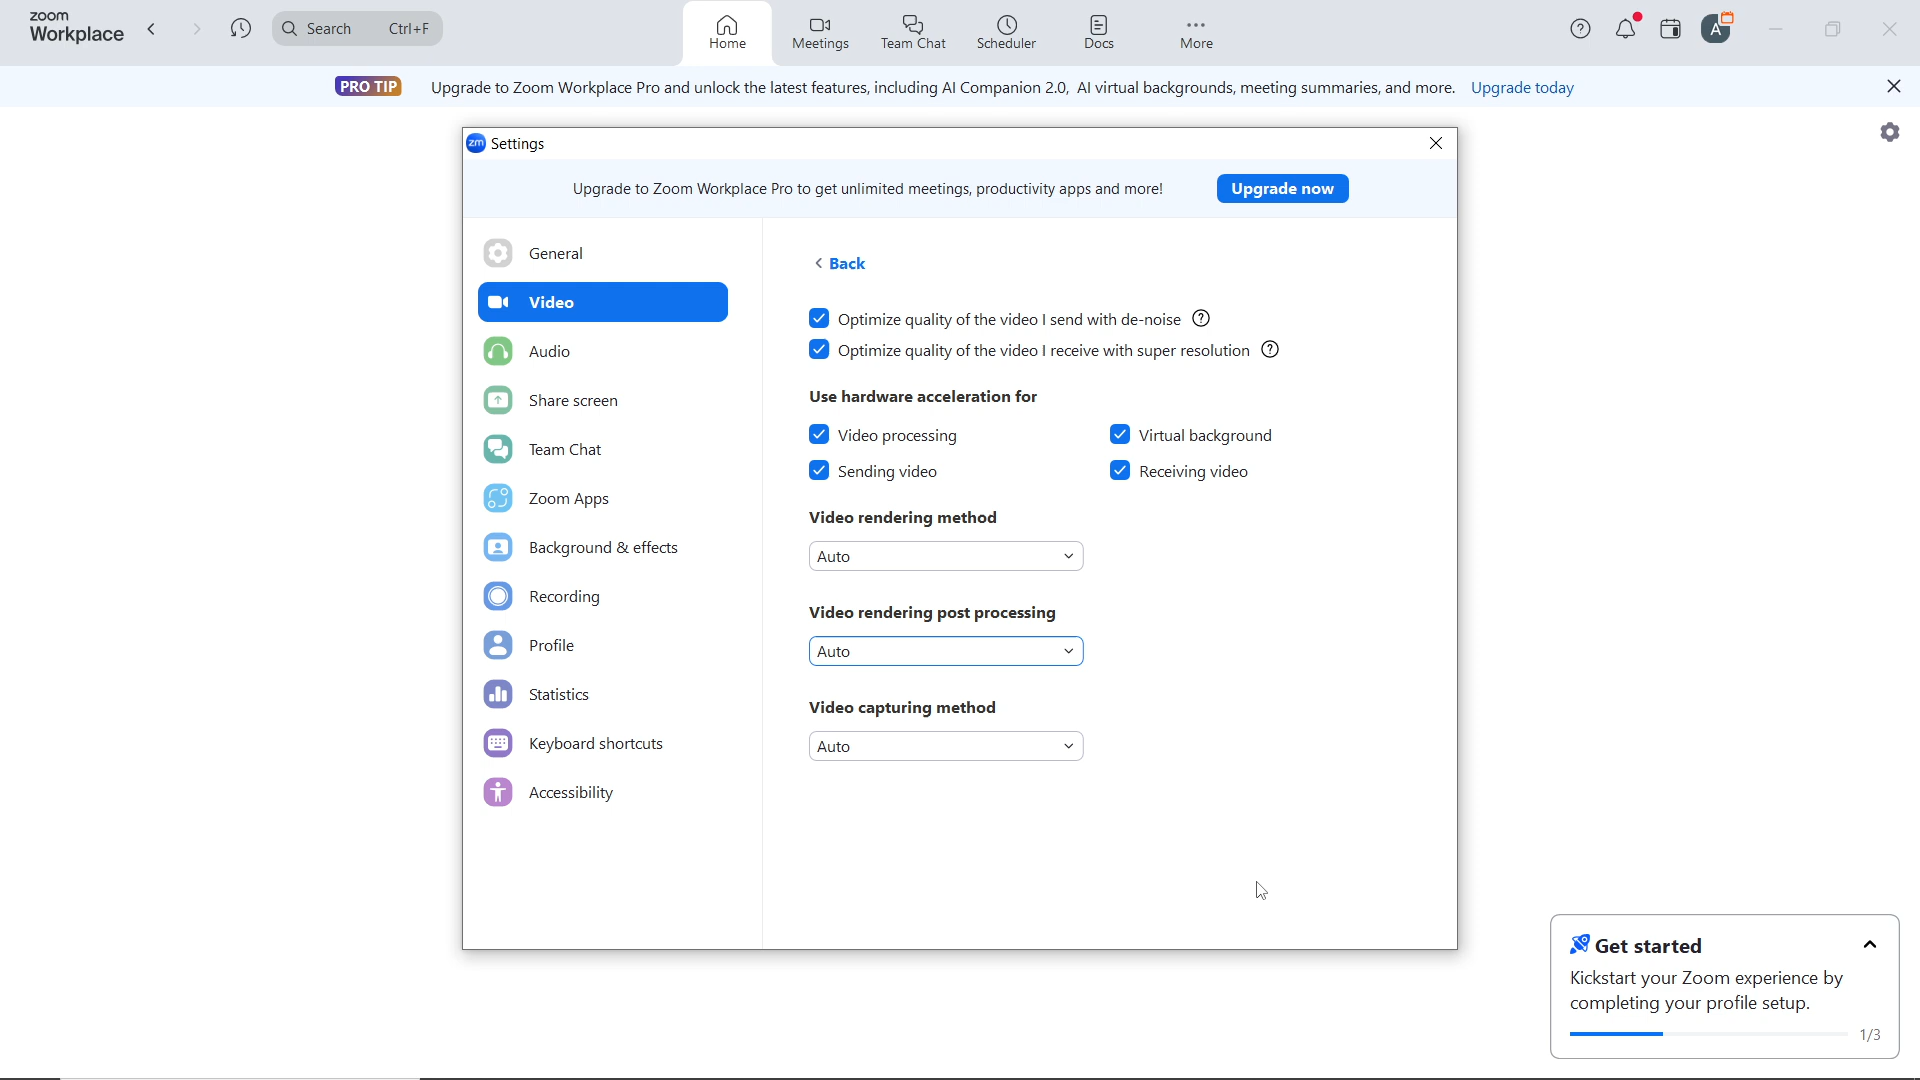 zoom
Workplace
Search Ctrl+F
Home
Meetings
Team Chat
Scheduler
Docs
More
A
PRO TIP Upgrade to Zoom Workplace Pro and unlock the latest features, including AI Companion 2.0, AI virtual backgrounds, meeting summaries, and more. Upgrade today
zm Settings
Upgrade to Zoom Workplace Pro to get unlimited meetings, productivity apps and more! Upgrade now
General
Video
Audio
Share screen
Team Chat
Zoom Apps
Background & effects
Recording
Profile
Statistics
Keyboard shortcuts
Accessibility
Back
Optimize quality of the video I send with de-noise
Optimize quality of the video I receive with super resolution
Use hardware acceleration for
Video processing
Virtual background
Sending video
Receiving video
Video rendering method
Auto
Video rendering post processing
Auto
Video capturing method
Auto
Get started
Kickstart your Zoom experience by
completing your profile setup.
1/3